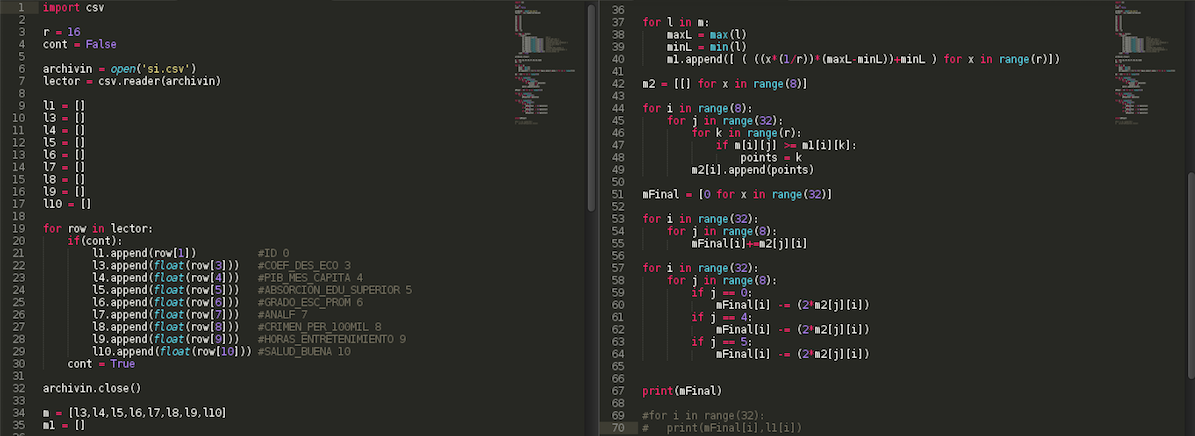 1 import csv
2
3 r = 16
4 cont = False
5
6 archivin = open('si.csv')
7 lector = csv.reader(archivin)
8
9 l1 = []
10 l3 = []
11 l4 = []
12 l5 = []
13 l6 = []
14 l7 = []
15 l8 = []
16 l9 = []
17 l10 = []
18
19 for row in lector:
20     if(cont):
21         l1.append(row[1])          #ID 0
22         l3.append(float(row[3]))   #COEF_DES_ECO 3
23         l4.append(float(row[4]))   #PIB_MES_CAPITA 4
24         l5.append(float(row[5]))   #ABSORCION_EDU_SUPERIOR 5
25         l6.append(float(row[6]))   #GRADO_ESC_PROM 6
26         l7.append(float(row[7]))   #ANALF 7
27         l8.append(float(row[8]))   #CRIMEN_PER_100MIL 8
28         l9.append(float(row[9]))   #HORAS_ENTRETENIMIENTO 9
29         l10.append(float(row[10])) #SALUD_BUENA 10
30     cont = True
31
32 archivin.close()
33
34 m = [l3,l4,l5,l6,l7,l8,l9,l10]
35 m1 = []
36
37 for l in m:
38     maxL = max(l)
39     minL = min(l)
40     m1.append([ ( ((x*(1/r))*(maxL-minL))+minL ) for x in range(r)])
41
42 m2 = [[] for x in range(8)]
43
44 for i in range(8):
45     for j in range(32):
46         for k in range(r):
47             if m[i][j] >= m1[i][k]:
48                 points = k
49         m2[i].append(points)
50
51 mFinal = [0 for x in range(32)]
52
53 for i in range(32):
54     for j in range(8):
55         mFinal[i]+=m2[j][i]
56
57 for i in range(32):
58     for j in range(8):
59         if j == 0:
60             mFinal[i] -= (2*m2[j][i])
61         if j == 4:
62             mFinal[i] -= (2*m2[j][i])
63         if j == 5:
64             mFinal[i] -= (2*m2[j][i])
65
66
67 print(mFinal)
68
69 #for i in range(32):
70 #   print(mFinal[i],l1[i])